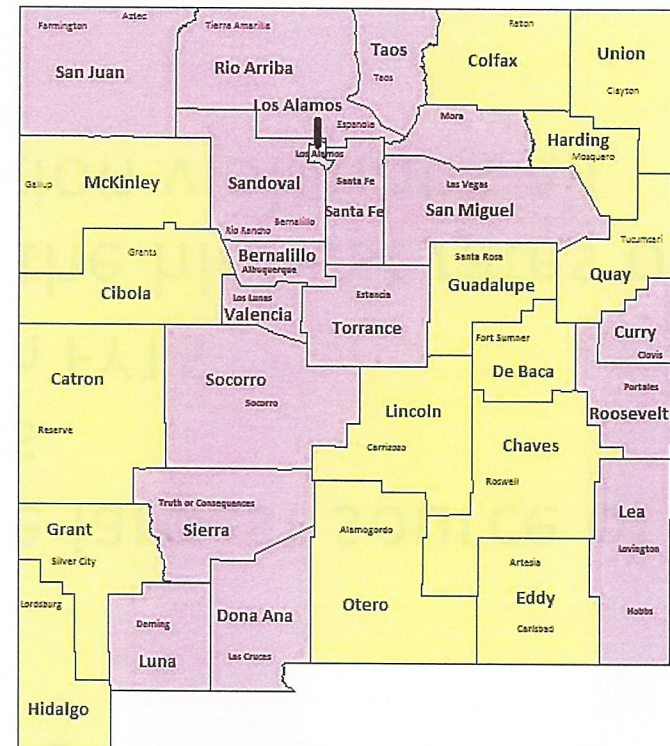 Aztec
Farmington
San Juan
Tierra Amarilla
Rio Arriba
Taos
Taos
Raton
Colfax
Union
Clayton
Los Alamos
Espanola
Mora
Harding
Mosquero
Los Alamos
Gallup
McKinley
Sandoval
Santa Fe
Santa Fe
Las Vegas
San Miguel
Rio Rancho
Bernalillo
Tucumcari
Grants
Cibola
Bernalillo
Albuquerque
Santa Rosa
Guadalupe
Quay
Los Lunas
Valencia
Estancia
Torrance
Fort Sumner
De Baca
Curry
Clovis
Catron
Reserve
Socorro
Socorro
Lincoln
Carrizozo
Portales
Roosevelt
Chaves
Roswell
Truth or Consequences
Sierra
Grant
Silver City
Alamogordo
Otero
Artesia
Eddy
Carlsbad
Lea
Lovington
Hobbs
Lordsburg
Deming
Luna
Dona Ana
Las Cruces
Hidalgo